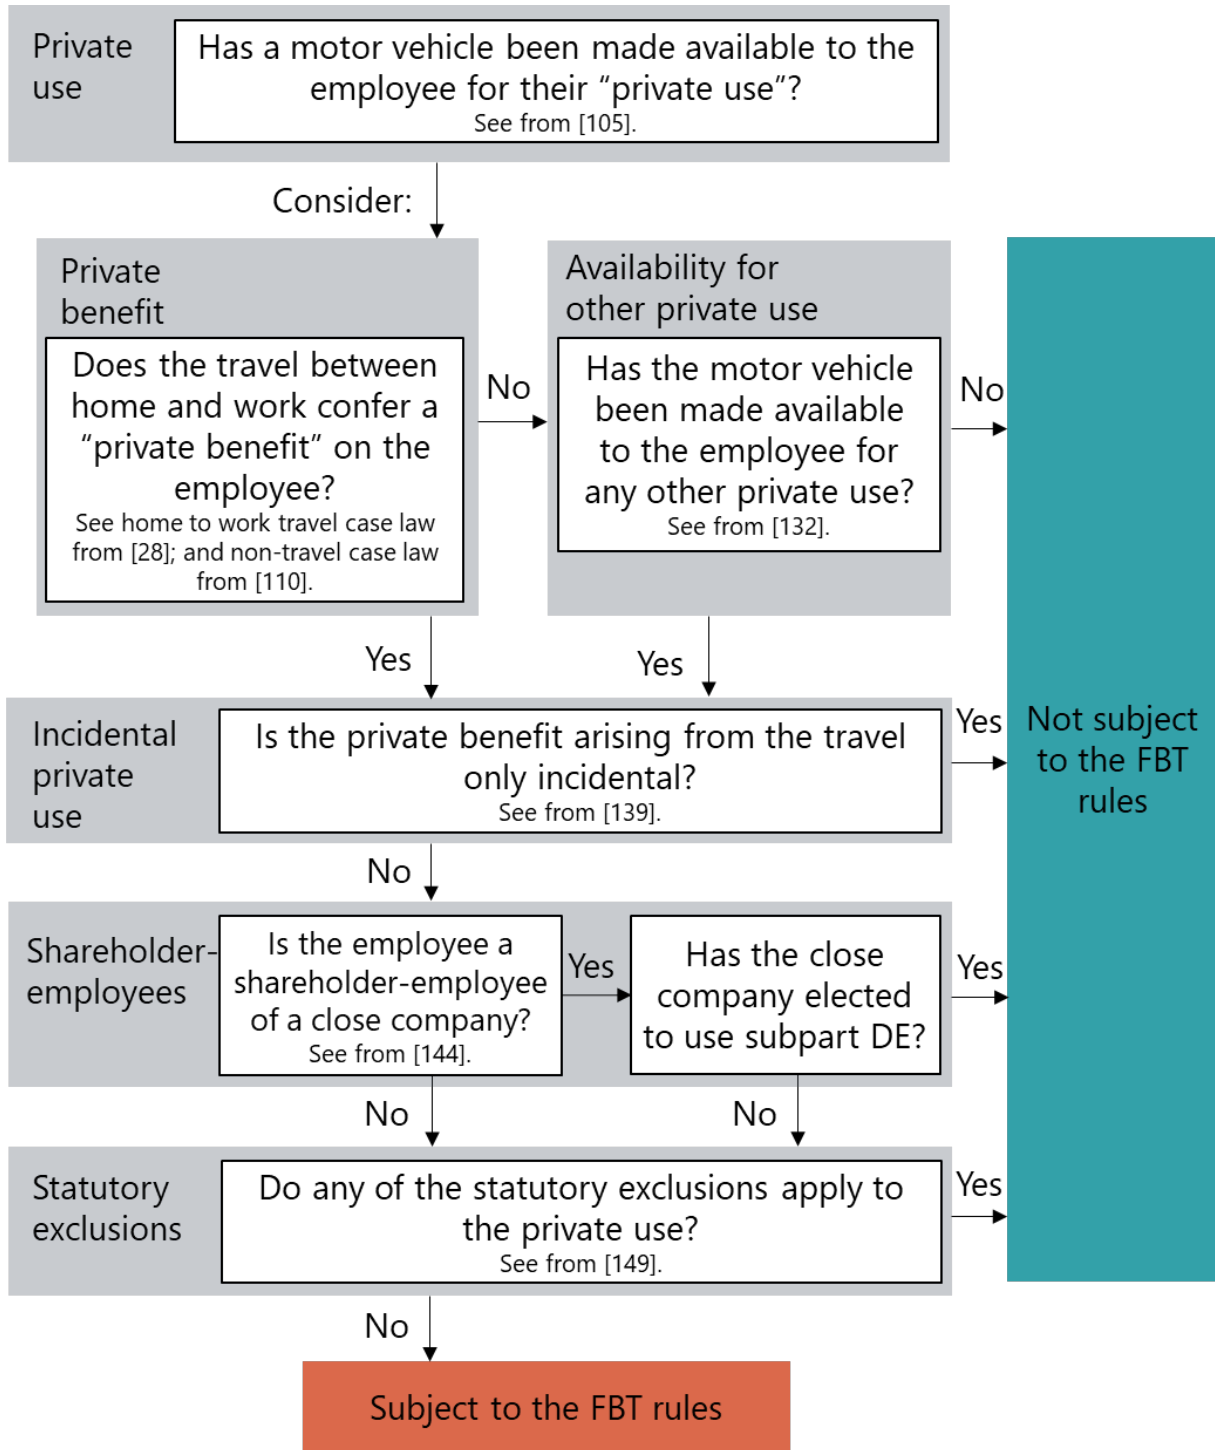 Private
use
Has a motor vehicle been made available to the
employee for their “private use”?
See from [105].
Consider:
Private
benefit
Does the travel between
home and work confer a
“private benefit” on the
employee?
See home to work travel case law
from [28]; and non-travel case law
from [110].
No
Availability for
other private use
Has the motor vehicle
been made available
to the employee for
any other private use?
See from [132].
No
Yes
Yes
Incidental
private
use
Is the private benefit arising from the travel
only incidental?
See from [139].
Yes
Not subject
to the FBT
rules
No
Shareholder-
employees
Is the employee a
shareholder-employee
of a close company?
See from [144].
Yes
Has the close
company elected
to use subpart DE?
Yes
No
No
Statutory
exclusions
Do any of the statutory exclusions apply to
the private use?
See from [149].
Yes
No
Subject to the FBT rules